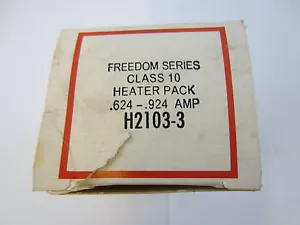 FREEDOM SERIES
CLASS 10
HEATER PACK
.624-.924 AMP
H2103-3